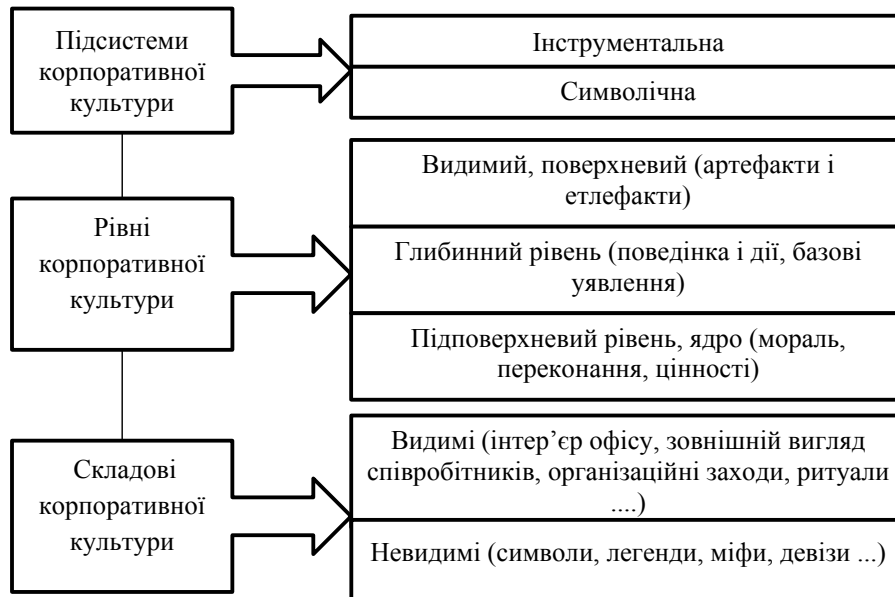 Підсистеми
корпоративної
культури
Інструментальна
Символічна
Рівні
корпоративної
культури
Видимий, поверхневий (артефакти і
етлефакти)
Глибинний рівень (поведінка і дії, базові
уявлення)
Підповерхневий рівень, ядро (мораль,
переконання, цінності)
Складові
корпоративної
культури
Видимі (інтер’єр офісу, зовнішній вигляд
співробітників, організаційні заходи, ритуали
....)
Невидимі (символи, легенди, міфи, девізи ...)